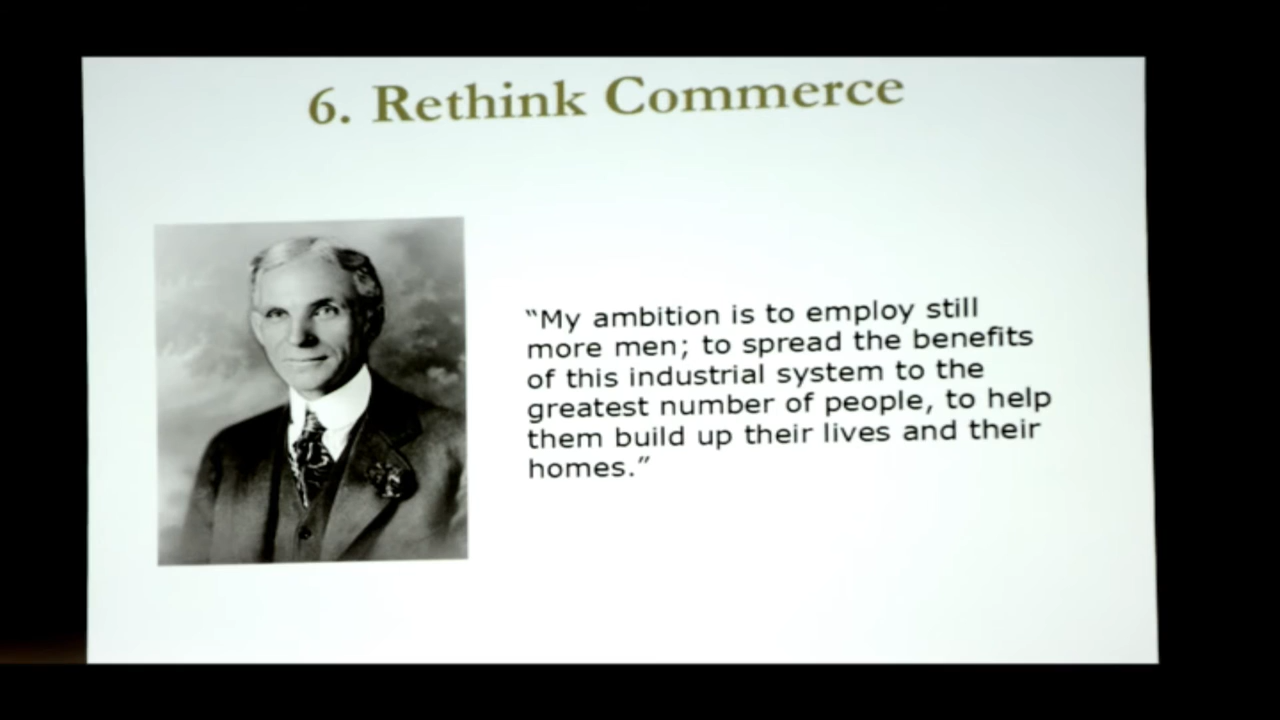 6. Rethink Commerce
“My ambition is to employ still
more men; to spread the benefits
of this industrial system to the
greatest number of people, to help
them build up their lives and their
homes.”